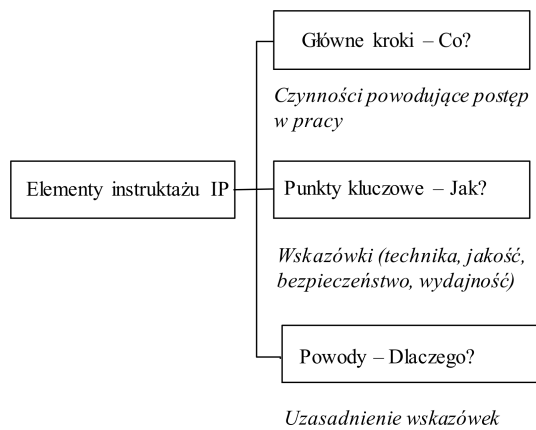 Główne kroki – Co?
Czynności powodujące postęp
w pracy
Elementy instruktażu IP
Punkty kluczowe – Jak?
Wskazówki (technika, jakość,
bezpieczeństwo, wydajność)
Powody – Dlaczego?
Uzasadnienie wskazówek